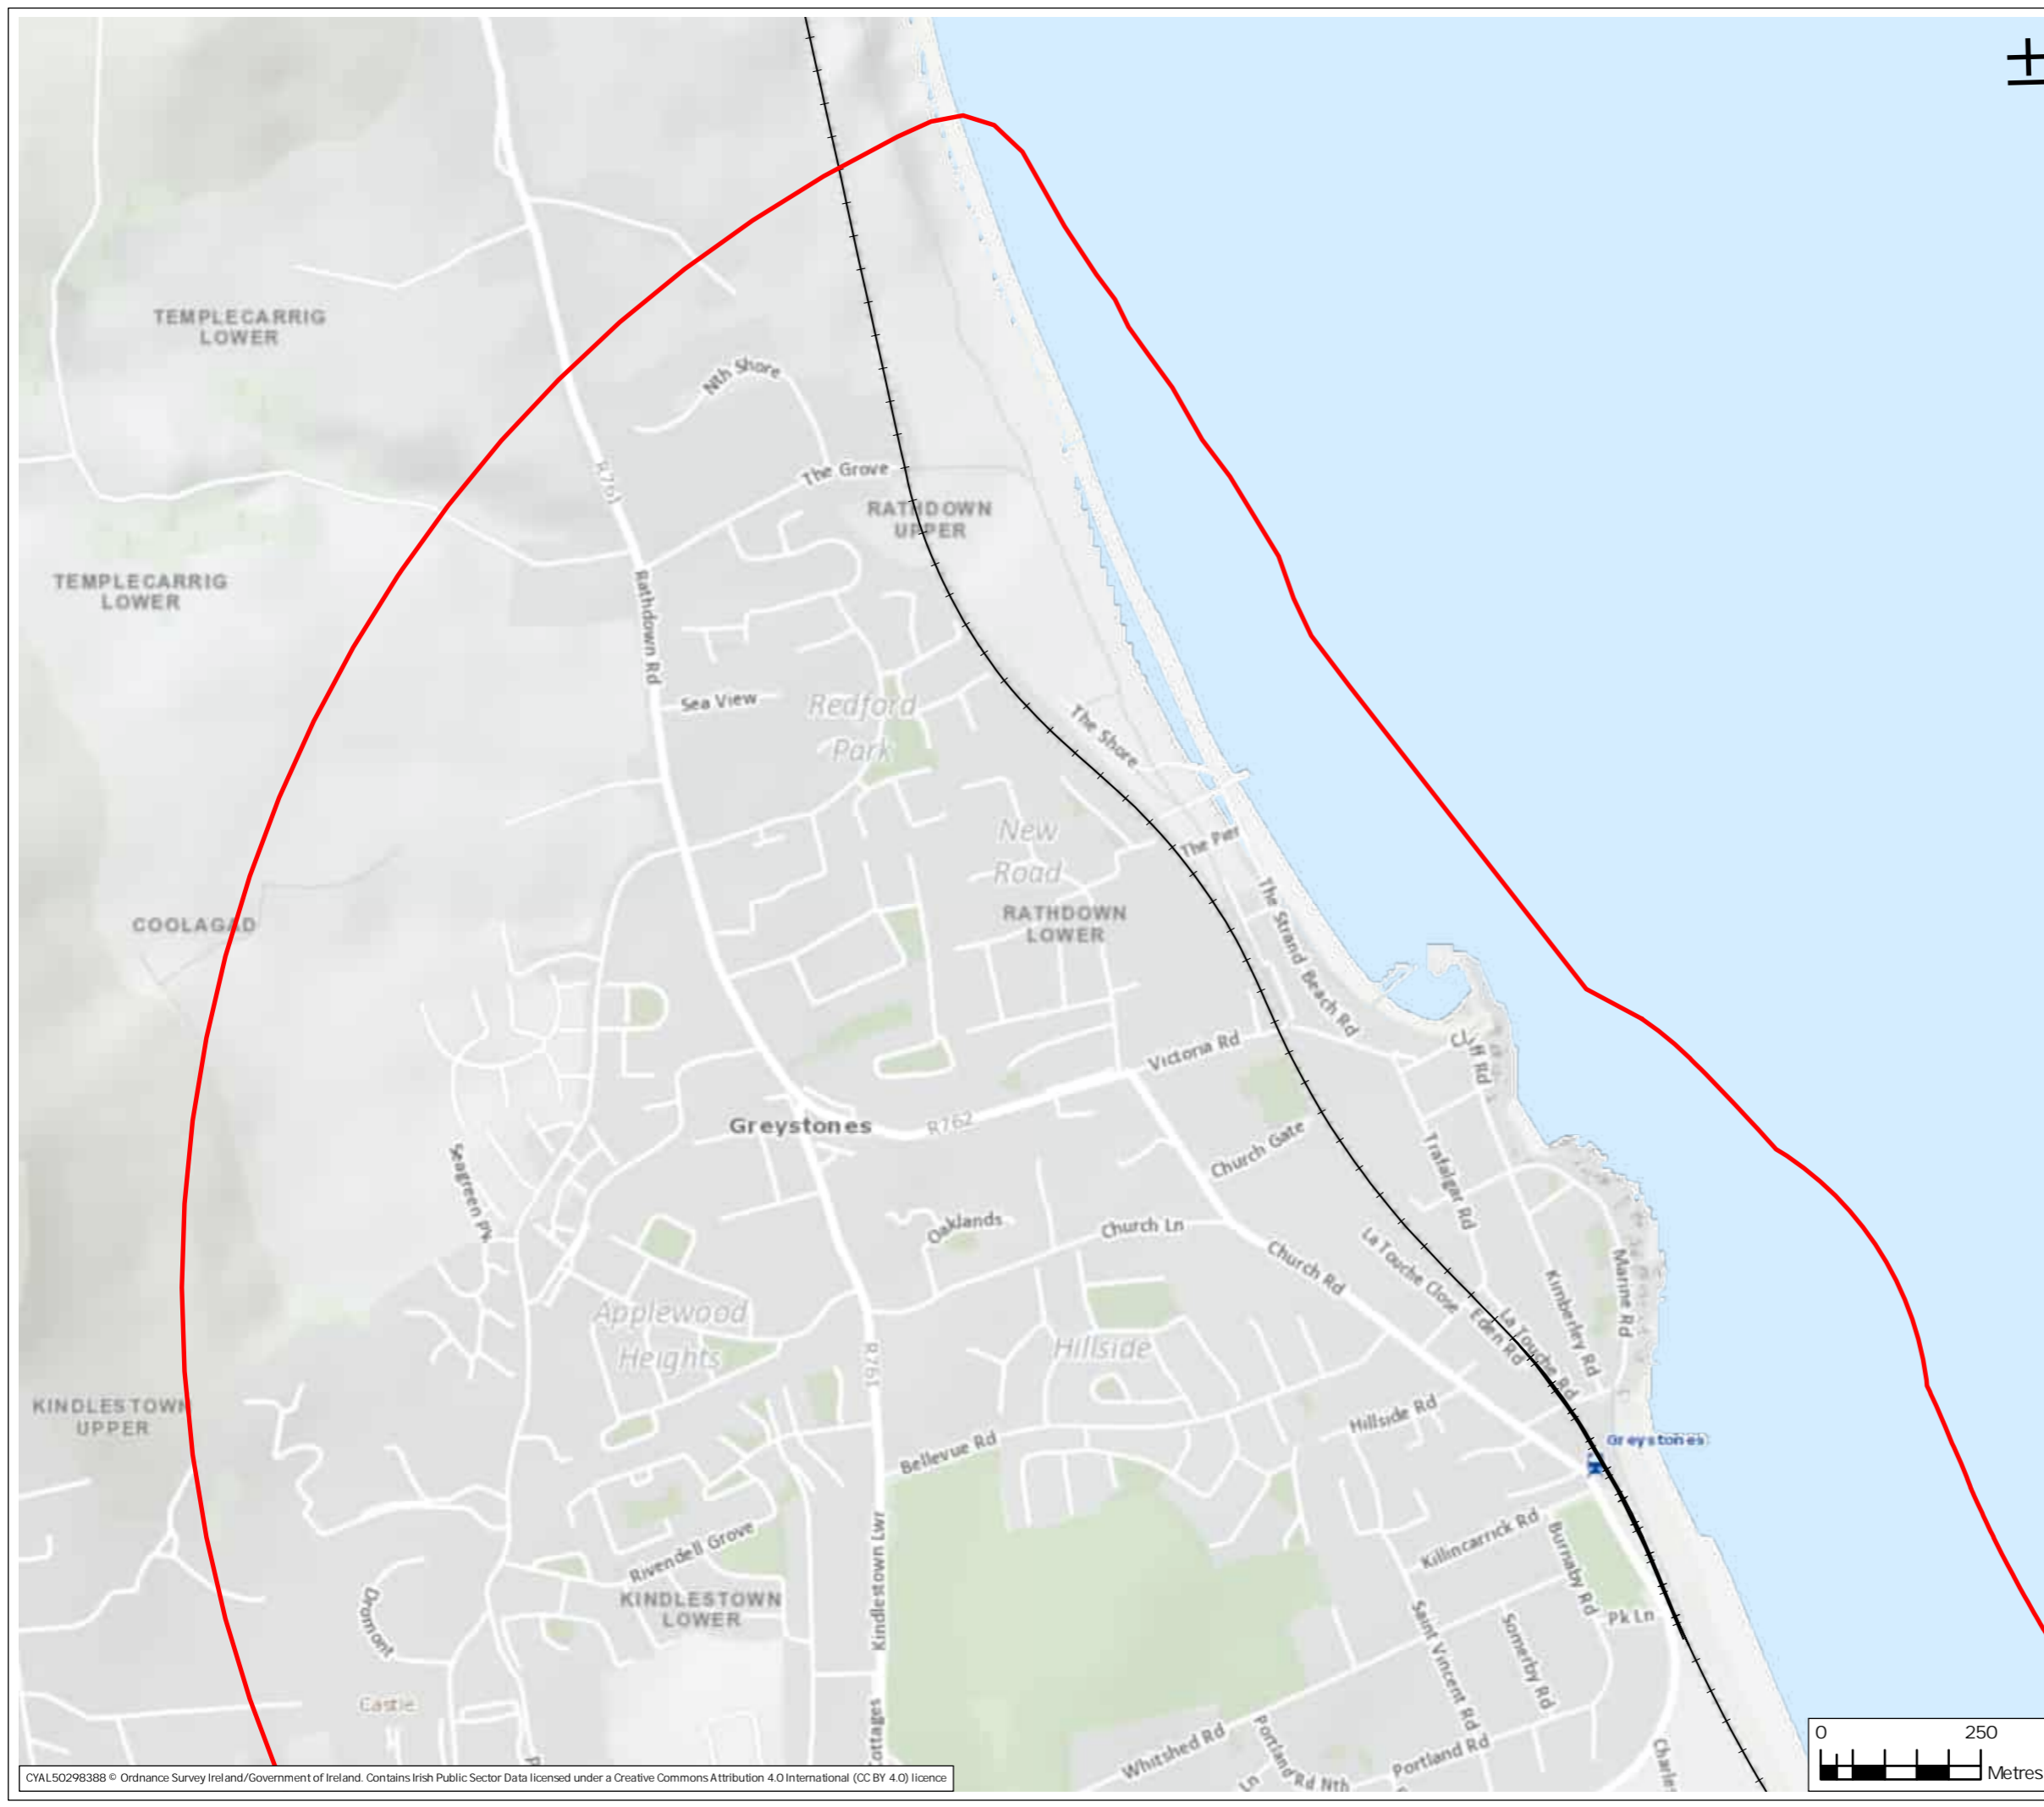 TEMPLECARRIG
LOWER
Nth Shore
R761
The Grove
RATHDOWN
UPPER
TEMPLECARRIG
LOWER
Rathdown Rd
Sea View
Redford
Park
The Shore
New
Road
The Pier
RATHDOWN
LOWER
COOLAGAD
The Strand Beach Rd
Victoria Rd
Cliff Rd
Greystones
R762
Church Gate
Trafalgar Rd
Seagreen Pk
Oaklands
Church Ln
Church Rd
La Touche Close
Marine Rd
Kimberley Rd
Applewood
Heights
Eden Rd
La Touche Rd
Hillside
R761
KINDLESTOWN
UPPER
Hillside Rd
Bellevue Rd
Greystones
Rivendell Grove
Kindlestown Lwr
Killincarrick Rd
Burnaby Rd
Dromont
KINDLESTOWN
LOWER
Pk Ln
Saint Vincent Rd
Somerby Rd
Castle
Cottages
Whitshed Rd
Portland Rd Nth
Portland Rd
Ln
0 250
Metres
CYAL50298388 © Ordnance Survey Ireland/Government of Ireland. Contains Irish Public Sector Data licensed under a Creative Commons Attribution 4.0 International (CC BY 4.0) licence